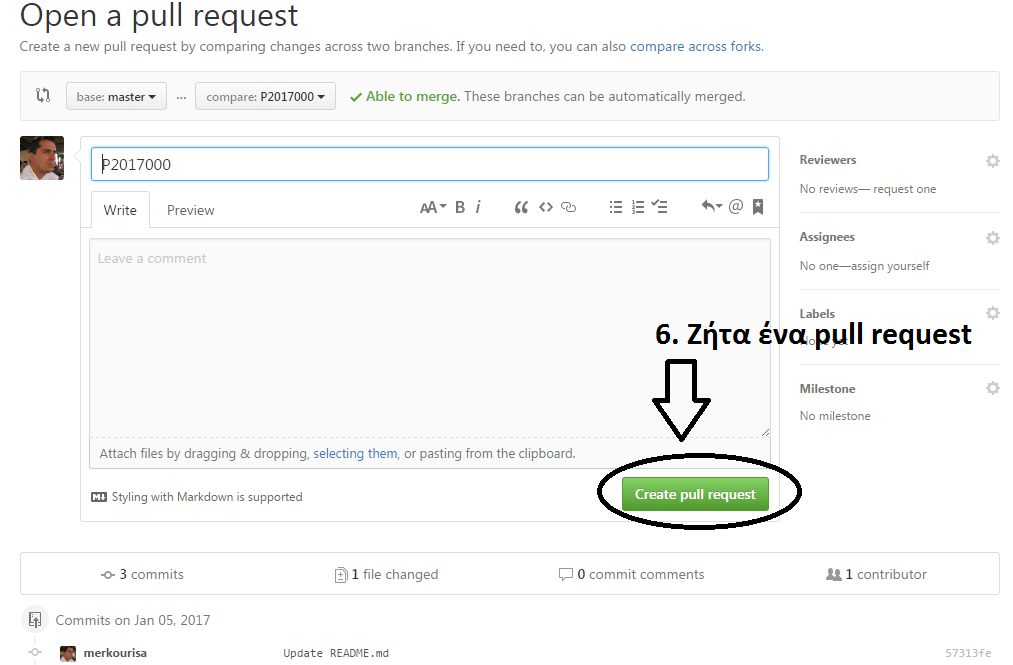 Open a pull request
Create a new pull request by comparing changes across two branches. If you need to, you can also compare across forks.
base: master ... compare: P2017000 Able to merge. These branches can be automatically merged.
P2017000
Write Preview AA B i
Leave a comment
Attach files by dragging & dropping, selecting them, or pasting from the clipboard.
Styling with Markdown is supported
Create pull request
Reviewers
No reviews— request one
Assignees
No one—assign yourself
Labels
6. Ζήτα ένα pull request
Milestone
No milestone
3 commits 1 file changed 0 commit comments 1 contributor
Commits on Jan 05, 2017
merkourisa Update README.md 57313fe